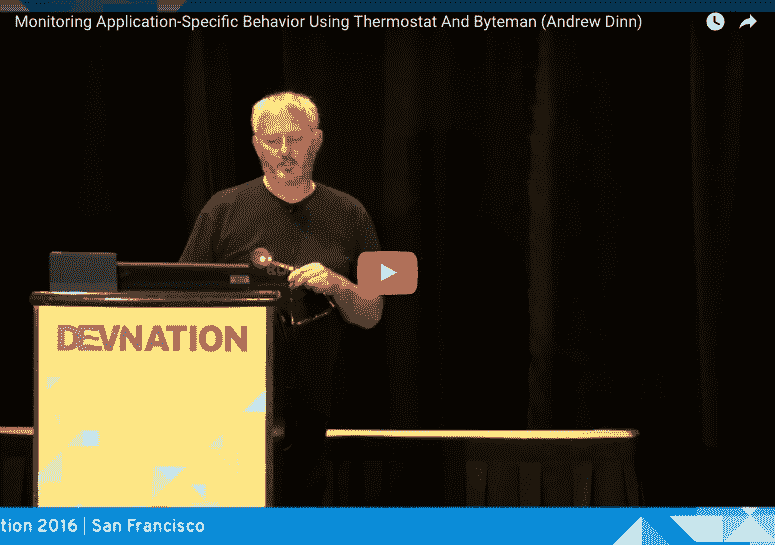 Monitoring Application-Specific Behavior Using Thermostat And Byteman (Andrew Dinn)
DEVNATION
tion 2016 | San Francisco